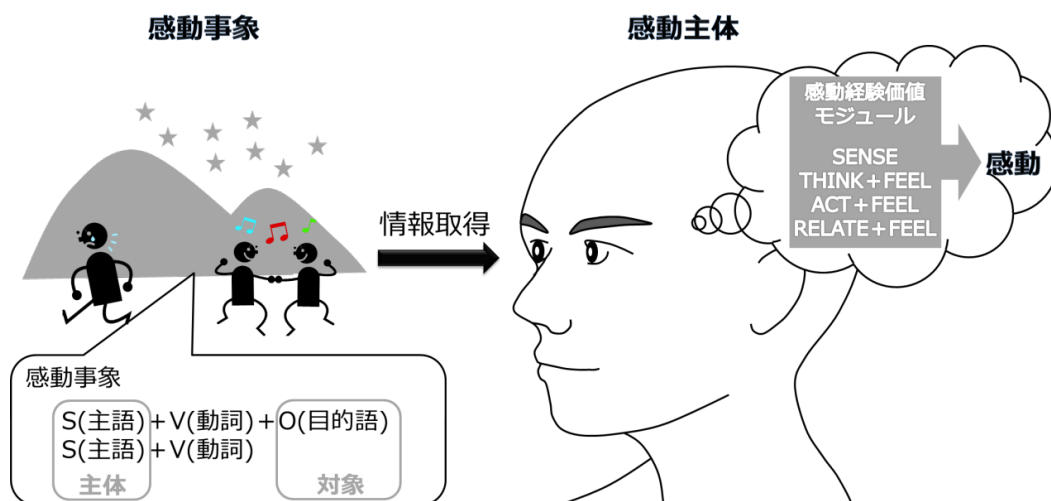 感動事象
感動主体
感動経験価値
モジュール
SENSE
THINK+FEEL
ACT+FEEL
RELATE+FEEL
感動
情報取得
感動事象
S(主語)+V(動詞)+O(目的語)
S(主語)+V(動詞)
主体
対象